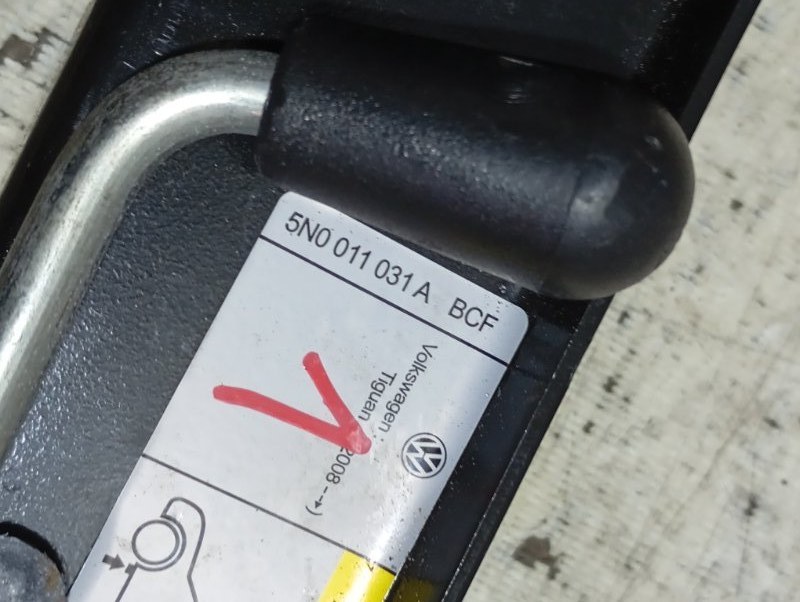 5N0 011 031 A BCF
Volkswagen:
Tiguan
2008 --→)